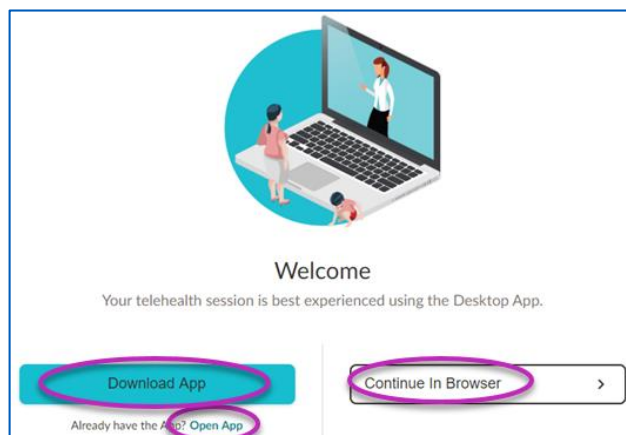 Welcome
Your telehealth session is best experienced using the Desktop App.
Download App
Continue In Browser
Already have the App? Open App